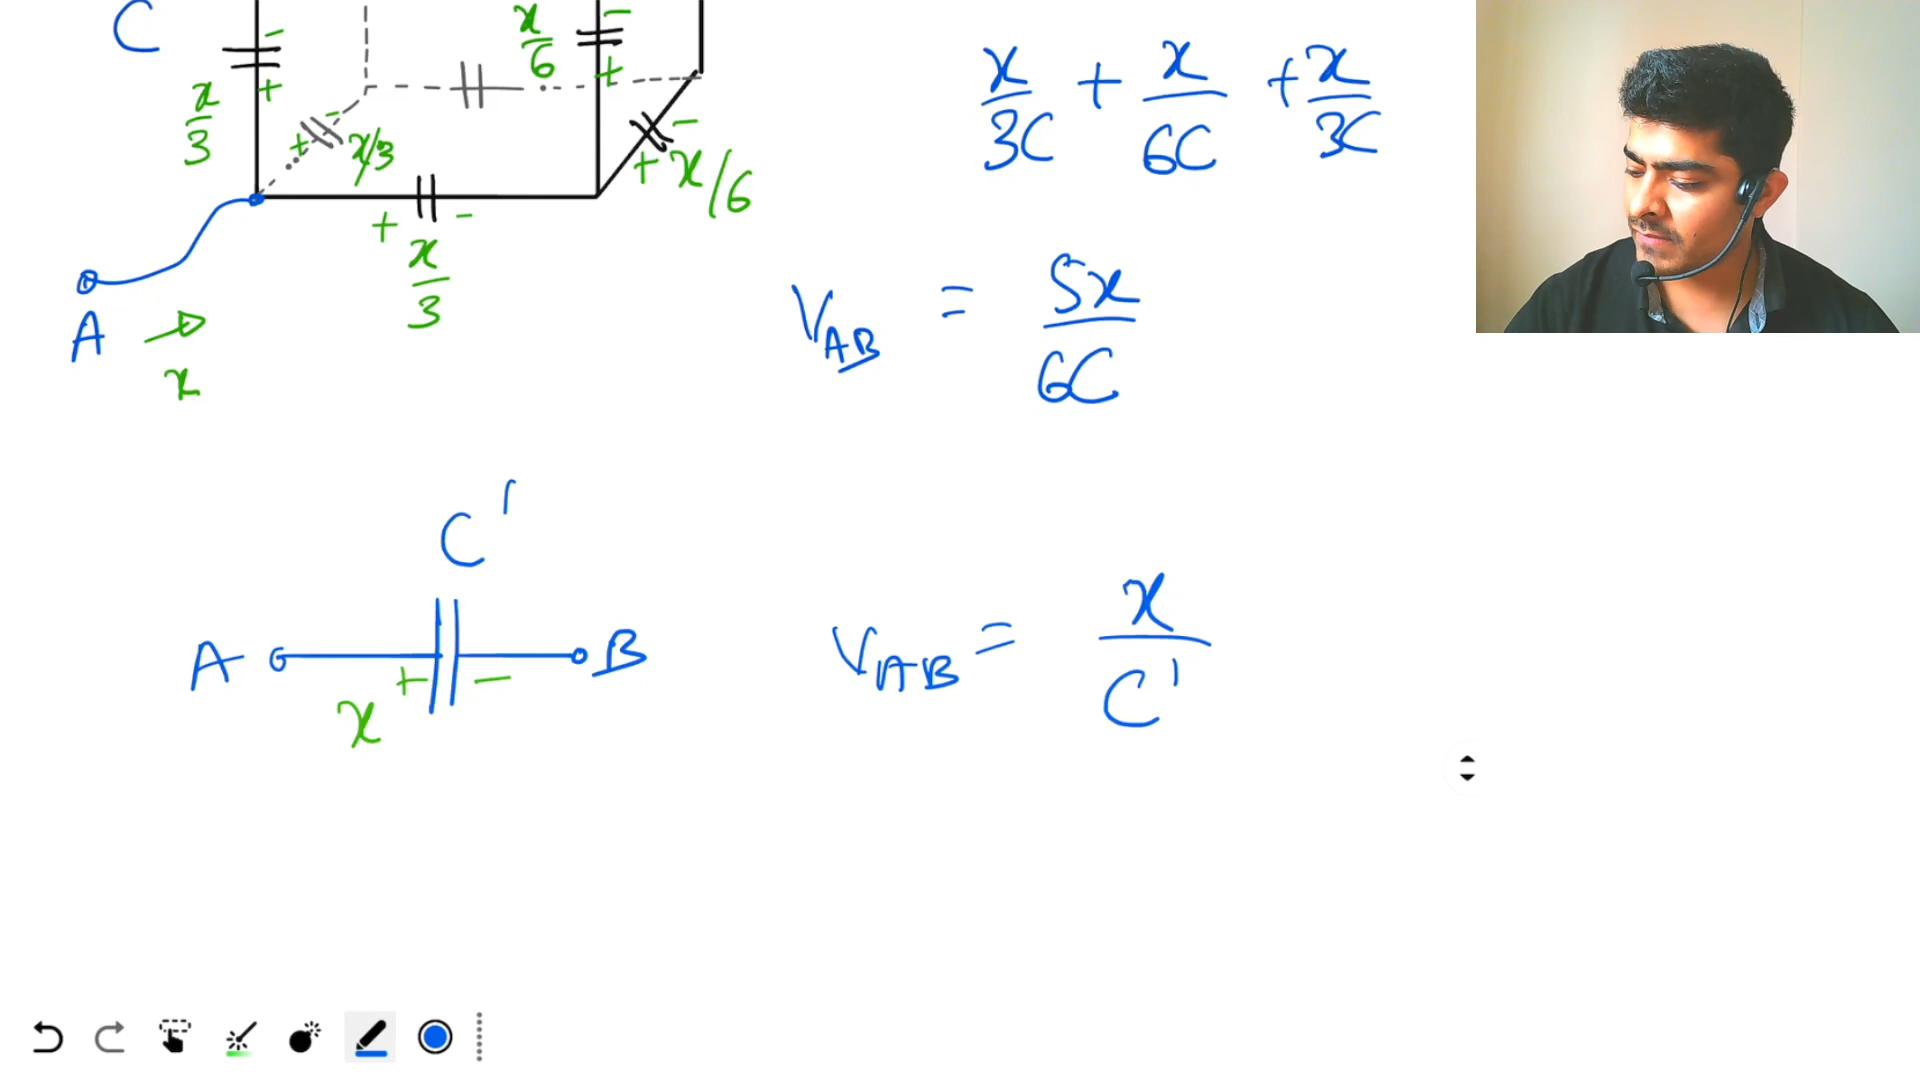 C
x/3
x/6
x/3
x/6
x/3
A
x
x/3C + x/6C + x/3C
V_AB = 5x/6C
C'
A + - B
x
V_AB = x/C'